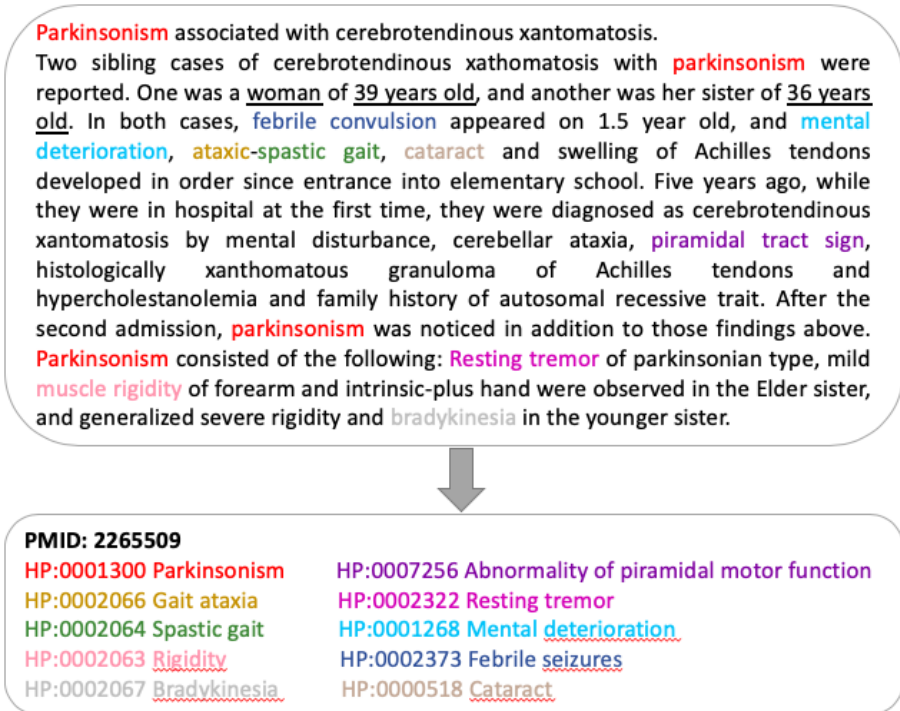 Parkinsonism associated with cerebrotendinous xantomatosis.
Two sibling cases of cerebrotendinous xathomatosis with parkinsonism were
reported. One was a woman of 39 years old, and another was her sister of 36 years
old. In both cases, febrile convulsion appeared on 1.5 year old, and mental
deterioration, ataxic-spastic gait, cataract and swelling of Achilles tendons
developed in order since entrance into elementary school. Five years ago, while
they were in hospital at the first time, they were diagnosed as cerebrotendinous
xantomatosis by mental disturbance, cerebellar ataxia, piramidal tract sign,
histologically xanthomatous granuloma of Achilles tendons and
hypercholestanolemia and family history of autosomal recessive trait. After the
second admission, parkinsonism was noticed in addition to those findings above.
Parkinsonism consisted of the following: Resting tremor of parkinsonian type, mild
muscle rigidity of forearm and intrinsic-plus hand were observed in the Elder sister,
and generalized severe rigidity and bradykinesia in the younger sister.
PMID: 2265509
HP:0001300 Parkinsonism HP:0007256 Abnormality of piramidal motor function
HP:0002066 Gait ataxia HP:0002322 Resting tremor
HP:0002064 Spastic gait HP:0001268 Mental deterioration
HP:0002063 Rigidity HP:0002373 Febrile seizures
HP:0002067 Bradykinesia HP:0000518 Cataract